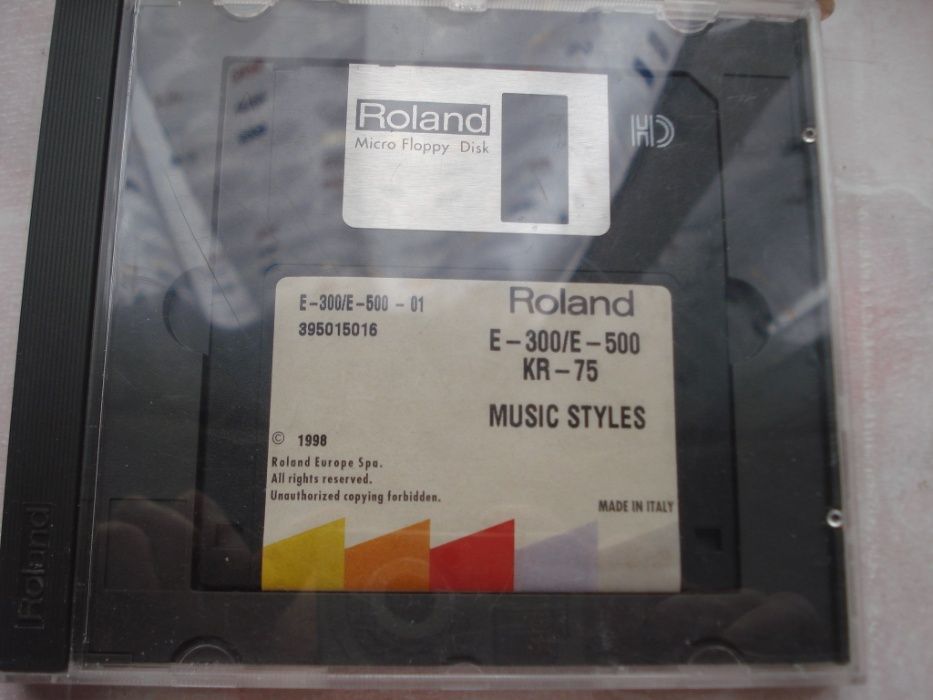 Roland
Micro Floppy Disk
HD
E-300/E-500 - 01
395015016
Roland
E-300/E-500
KR-75
MUSIC STYLES
© 1998
Roland Europe Spa.
All rights reserved.
Unauthorized copying forbidden.
MADE IN ITALY
Roland